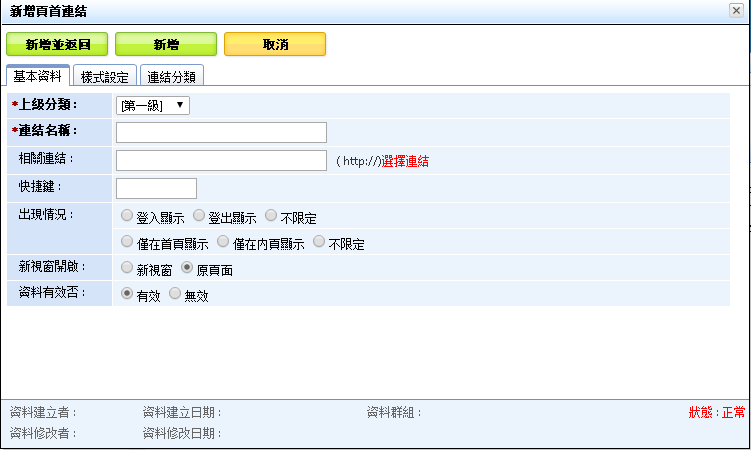 新增頁首連結
新增並返回 新增 取消
基本資料 樣式設定 連結分類
*上級分類：[第一級]
*連結名稱：
相關連結：( http://)選擇連結
快捷鍵：
出現情況：登入顯示 登出顯示 不限定
僅在首頁顯示 僅在內頁顯示 不限定
新視窗開啟：新視窗 原頁面
資料有效否：有效 無效
資料建立者： 資料建立日期： 資料群組： 狀態：正常
資料修改者： 資料修改日期：